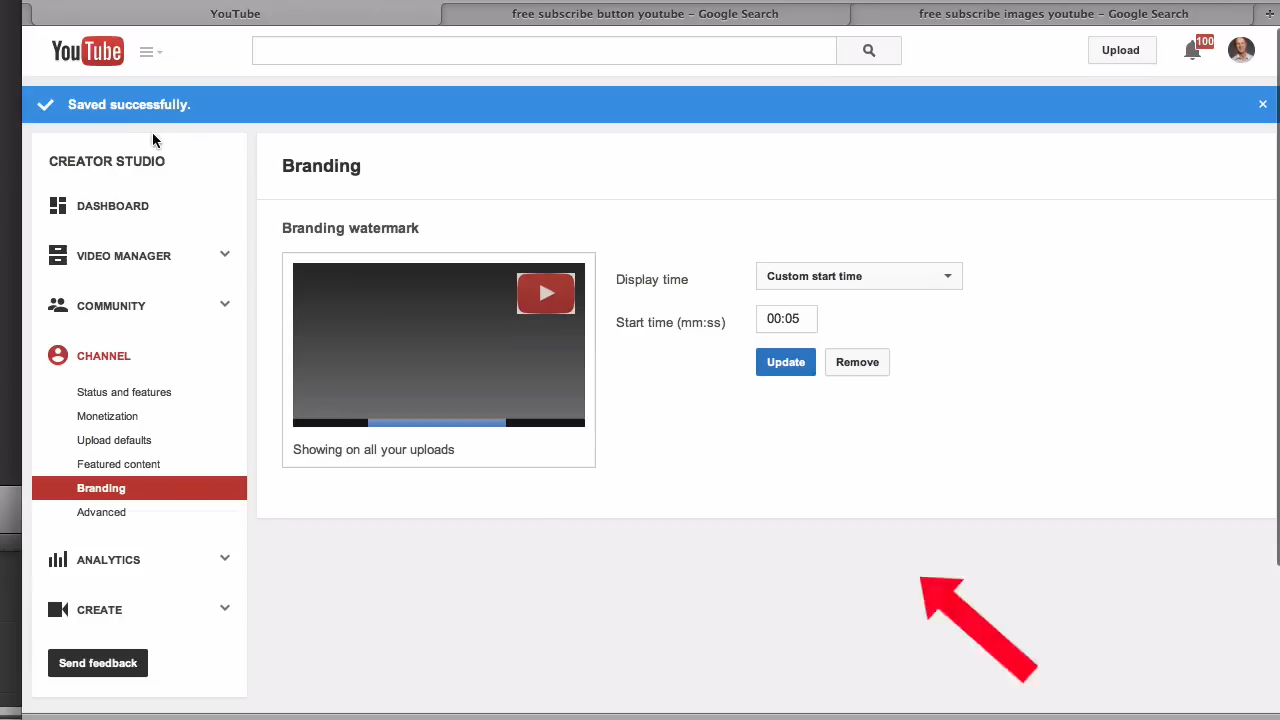 YouTube
free subscribe button youtube – Google Search
free subscribe images youtube – Google Search
YouTube
Upload
100
Saved successfully.
CREATOR STUDIO
DASHBOARD
VIDEO MANAGER
COMMUNITY
CHANNEL
Status and features
Monetization
Upload defaults
Featured content
Branding
Advanced
ANALYTICS
CREATE
Send feedback
Branding
Branding watermark
Display time
Custom start time
Start time (mm:ss)
00:05
Update
Remove
Showing on all your uploads